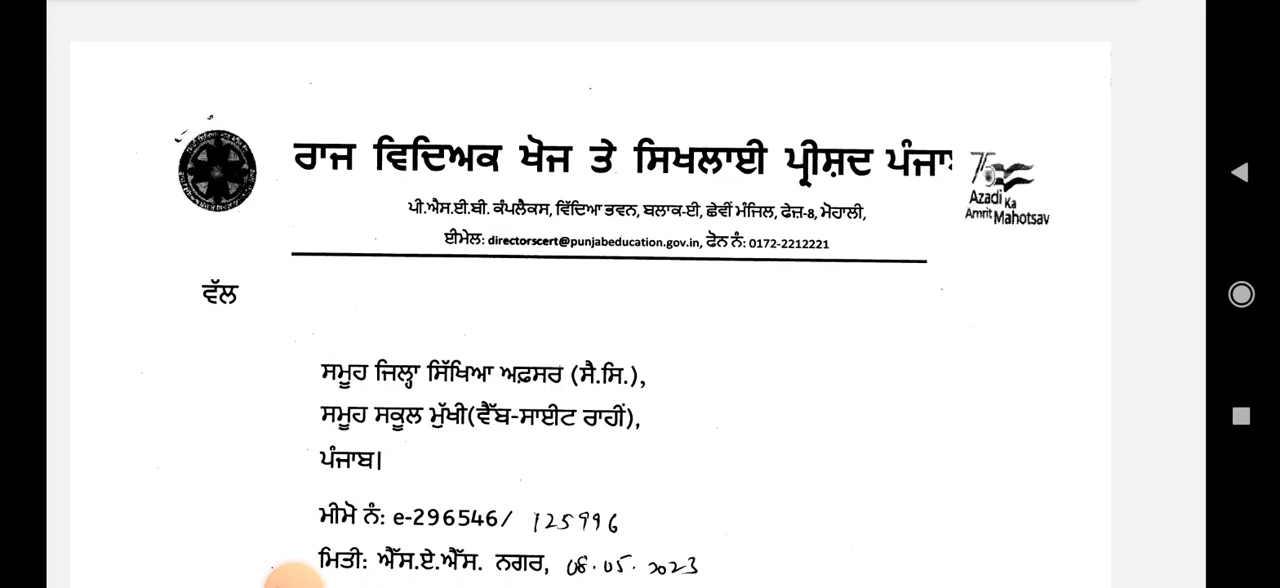 ਰਾਜ ਵਿਦਿਅਕ ਖੋਜ ਤੇ ਸਿਖਲਾਈ ਪ੍ਰੀਸ਼ਦ
75
Azadi Ka
Amrit Mahotsav
ਪੀ.ਐਸ.ਈ.ਬੀ. ਕੰਪਲੈਕਸ, ਵਿੱਦਿਆ ਭਵਨ, ਬਲਾਕ-ਈ, ਛੇਵੀਂ ਮੰਜਿਲ, ਫੇਜ਼-8, ਮੋਹਾਲੀ,
ਈਮੇਲ: directorscert@punjabeducation.gov.in, ਫੋਨ ਨੰ: 0172-2212221
ਵੱਲ
ਸਮੂਹ ਜਿਲ੍ਹਾ ਸਿੱਖਿਆ ਅਫ਼ਸਰ (ਸੈ.ਸਿ.),
ਸਮੂਹ ਸਕੂਲ ਮੁੱਖੀ(ਵੈੱਬ-ਸਾਈਟ ਰਾਹੀਂ),
ਪੰਜਾਬ।
ਮੀਮੋ ਨੰ: e-296546/ 125996
ਮਿਤੀ: ਐੱਸ.ਏ.ਐੱਸ. ਨਗਰ, 08.05.2023